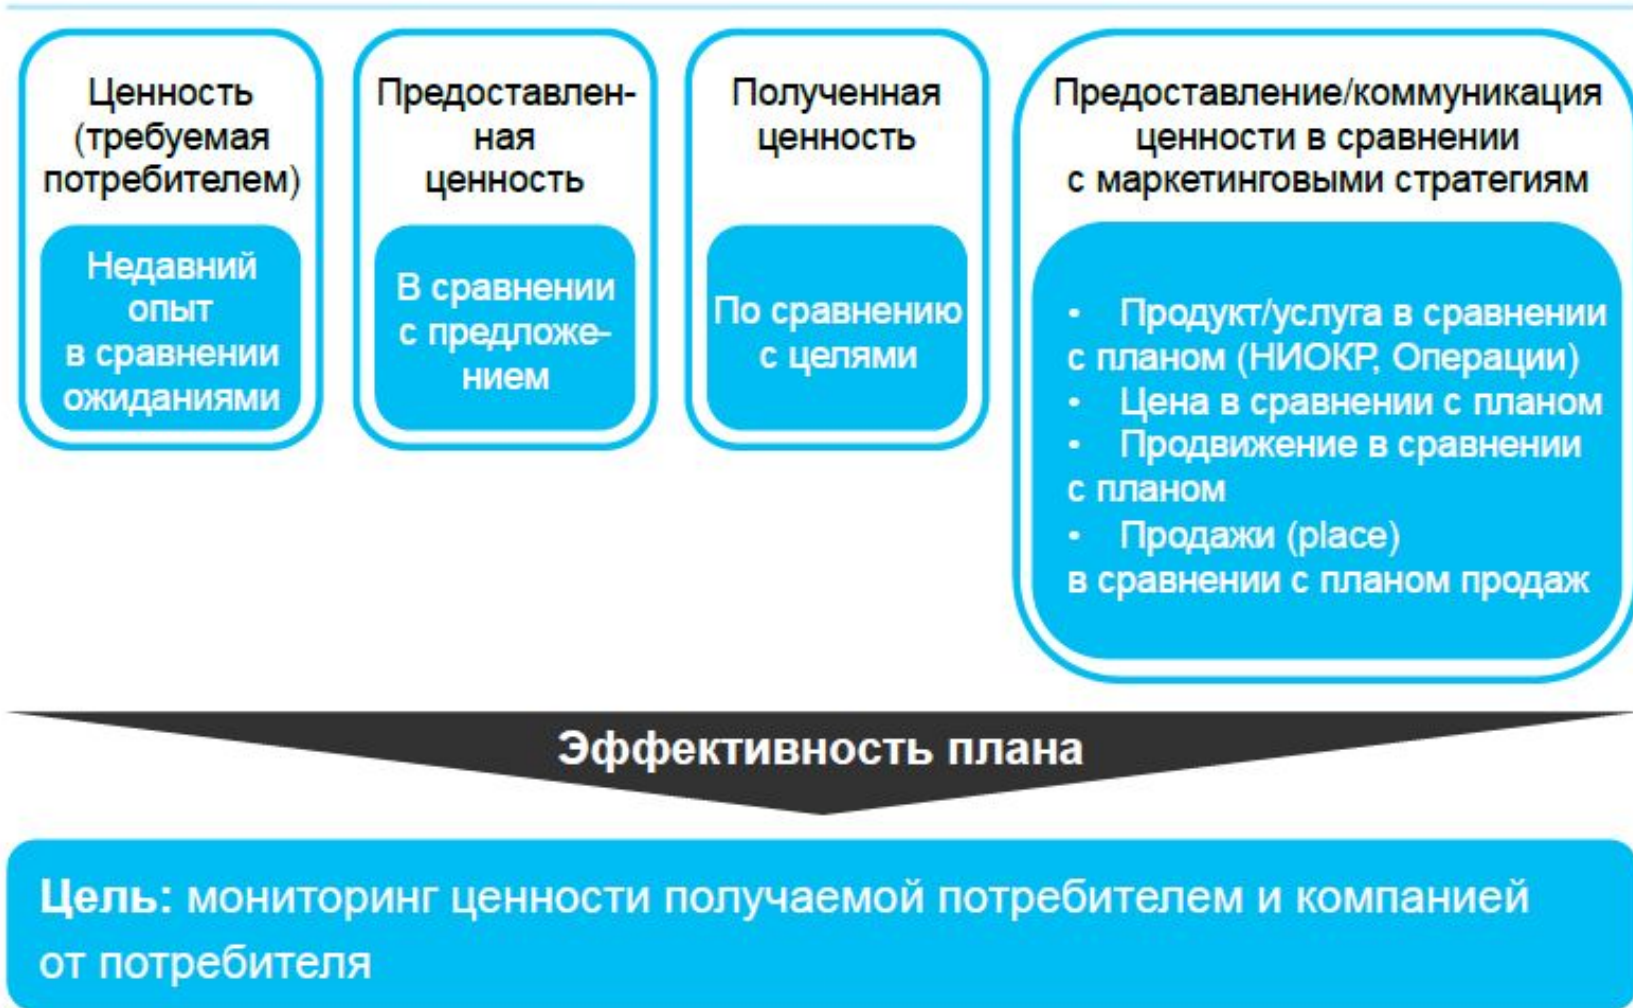 Ценность
(требуемая
потребителем)
Недавний
опыт
в сравнении
ожиданиями
Предоставлен-
ная
ценность
В сравнении
с предложе-
нием
Полученная
ценность
По сравнению
с целями
Предоставление/коммуникация
ценности в сравнении
с маркетинговыми стратегиям
• Продукт/услуга в сравнении
с планом (НИОКР, Операции)
• Цена в сравнении с планом
• Продвижение в сравнении
с планом
• Продажи (place)
в сравнении с планом продаж
Эффективность плана
Цель: мониторинг ценности получаемой потребителем и компанией
от потребителя